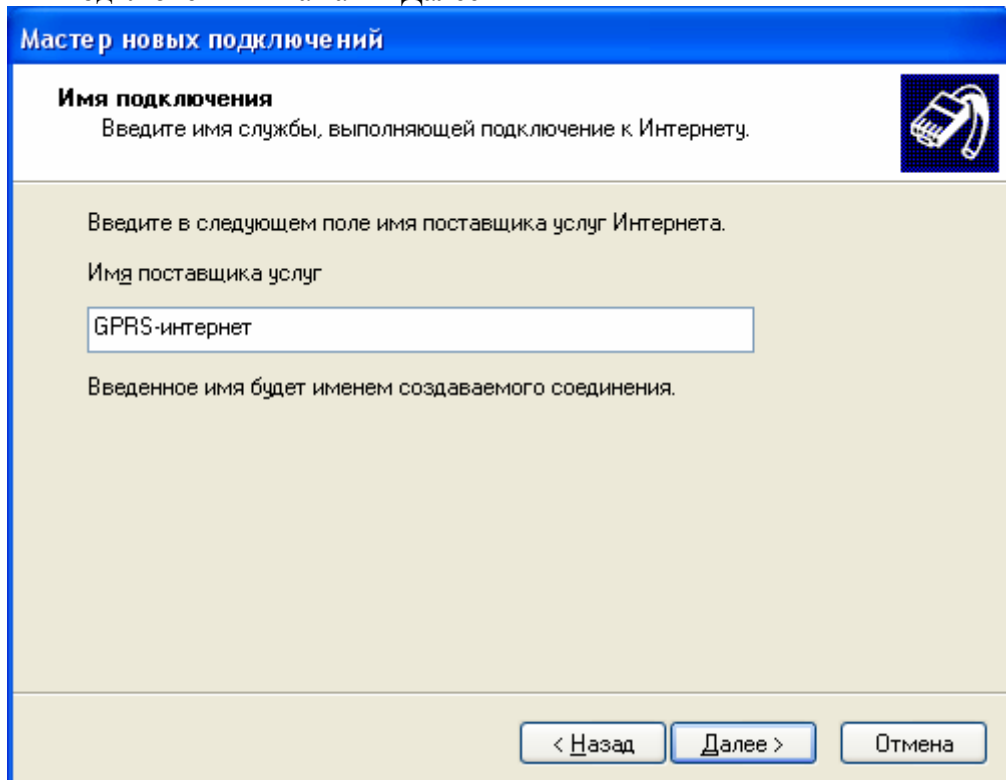 Мастер новых подключений
Имя подключения
Введите имя службы, выполняющей подключение к Интернету.
Введите в следующем поле имя поставщика услуг Интернета.
Имя поставщика услуг
GPRS-интернет
Введенное имя будет именем создаваемого соединения.
< Назад Далее > Отмена